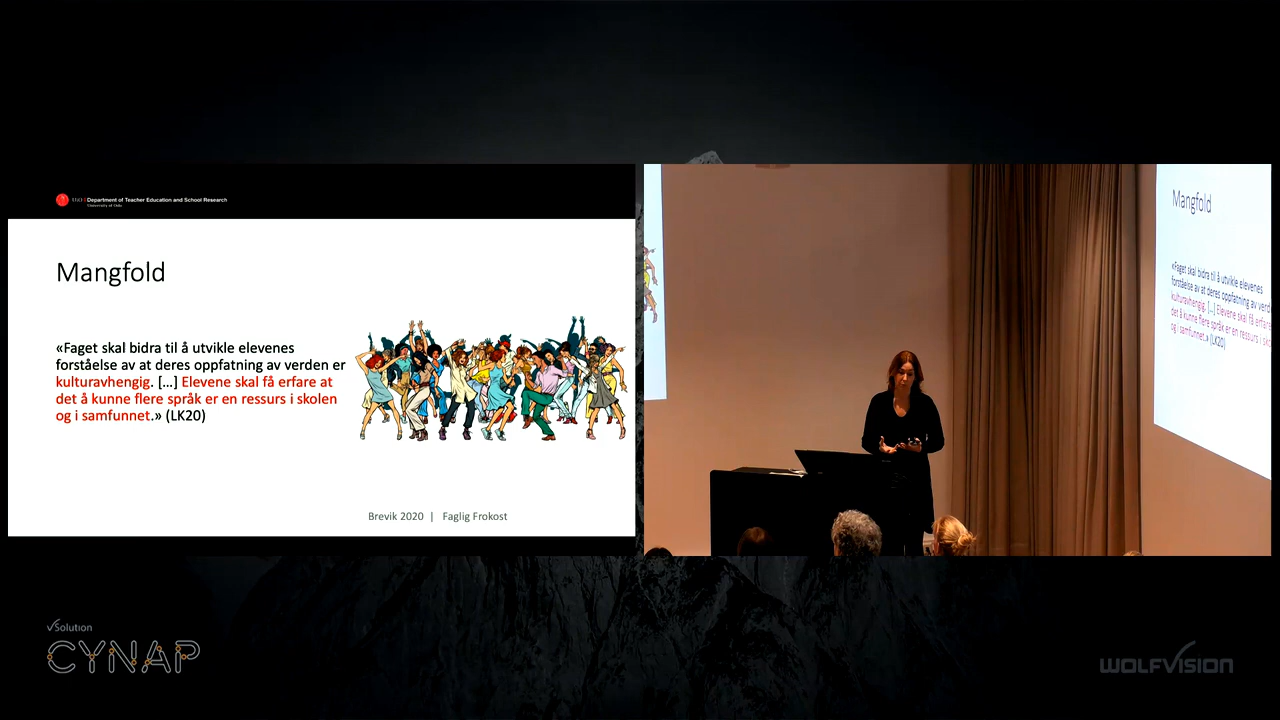 Department of Teacher Education and School Research
University of Oslo
Mangfold
«Faget skal bidra til å utvikle elevenes
forståelse av at deres oppfatning av verden er
kulturavhengig. [...] Elevene skal få erfare at
det å kunne flere språk er en ressurs i skolen
og i samfunnet.» (LK20)
Brevik 2020 | Faglig Frokost
Mangfold
«Faget skal bidra til å utvikle elevenes
forståelse av at deres oppfatning av verd
kulturavhengig. [...] Elevene skal få erfare
det å kunne flere språk er en ressurs i sko
og i samfunnet.» (LK20)
vSolution
CYNAP
WOLFVISION